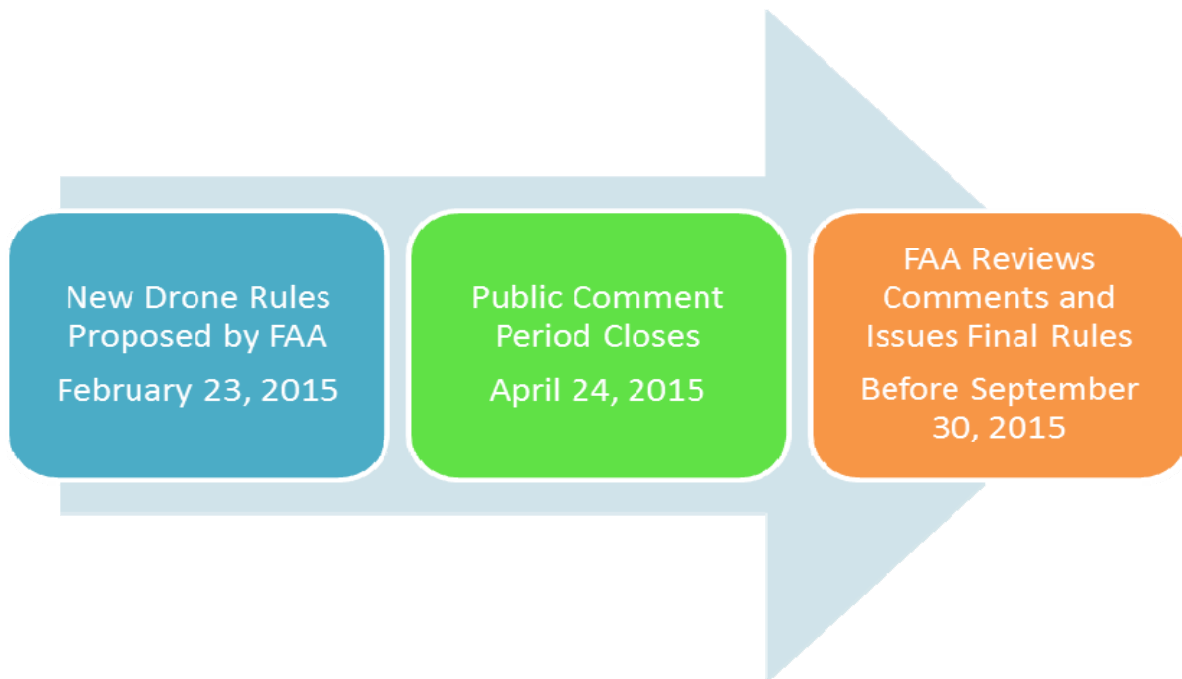 New Drone Rules
Proposed by FAA
February 23, 2015
Public Comment
Period Closes
April 24, 2015
FAA Reviews
Comments and
Issues Final Rules
Before September
30, 2015